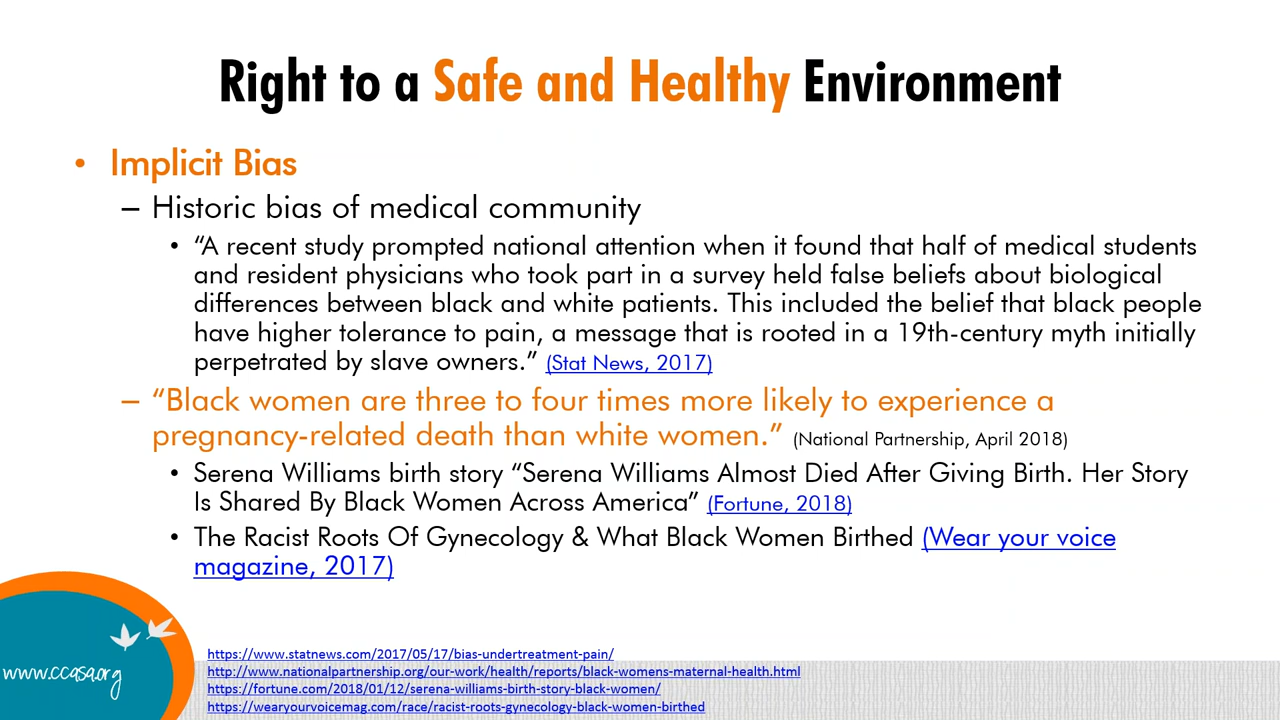 Right to a Safe and Healthy Environment
• Implicit Bias
– Historic bias of medical community
• “A recent study prompted national attention when it found that half of medical students
and resident physicians who took part in a survey held false beliefs about biological
differences between black and white patients. This included the belief that black people
have higher tolerance to pain, a message that is rooted in a 19th-century myth initially
perpetrated by slave owners.” (Stat News, 2017)
– “Black women are three to four times more likely to experience a
pregnancy-related death than white women.” (National Partnership, April 2018)
• Serena Williams birth story “Serena Williams Almost Died After Giving Birth. Her Story
Is Shared By Black Women Across America” (Fortune, 2018)
• The Racist Roots Of Gynecology & What Black Women Birthed (Wear your voice
magazine, 2017)
www.ccasa.org
https://www.statnews.com/2017/05/17/bias-undertreatment-pain/
http://www.nationalpartnership.org/our-work/health/reports/black-womens-maternal-health.html
https://fortune.com/2018/01/12/serena-williams-birth-story-black-women/
https://wearyourvoicemag.com/race/racist-roots-gynecology-black-women-birthed